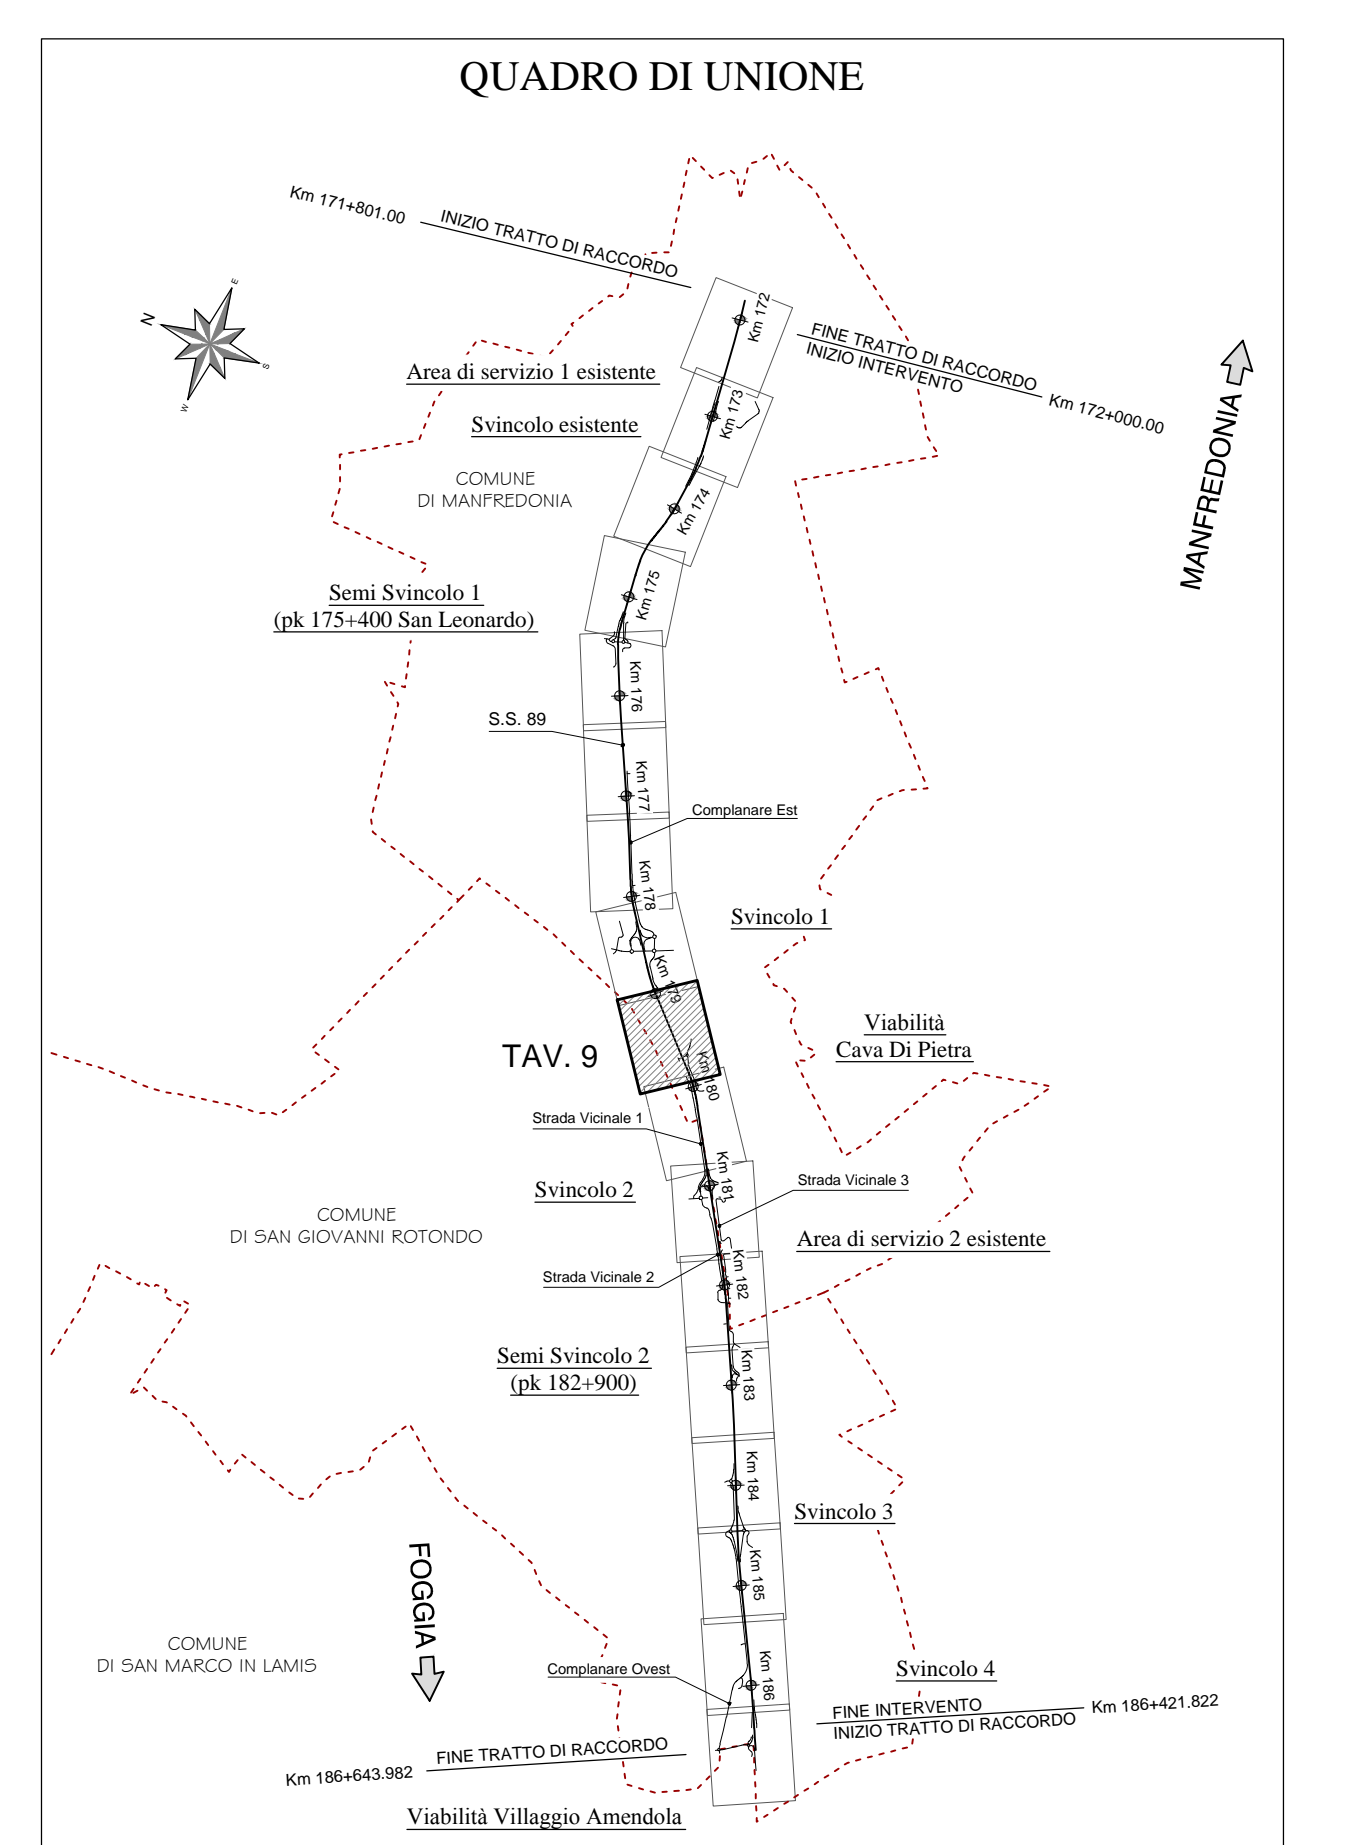 QUADRO DI UNIONE
Km 171+801.00
INIZIO TRATTO DI RACCORDO
N
E
S
W
Km 172
FINE TRATTO DI RACCORDO
INIZIO INTERVENTO
Km 172+000.00
MANFREDONIA
Area di servizio 1 esistente
Km 173
Svincolo esistente
COMUNE
DI MANFREDONIA
Km 174
Semi Svincolo 1
(pk 175+400 San Leonardo)
Km 175
Km 176
S.S. 89
Km 177
Complanare Est
Km 178
Svincolo 1
Km 179
Viabilità
Cava Di Pietra
TAV. 9
Km 180
Strada Vicinale 1
Km 181
Strada Vicinale 3
Svincolo 2
COMUNE
DI SAN GIOVANNI ROTONDO
Area di servizio 2 esistente
Strada Vicinale 2
Km 182
Semi Svincolo 2
(pk 182+900)
Km 183
Km 184
Svincolo 3
FOGGIA
Km 185
COMUNE
DI SAN MARCO IN LAMIS
Complanare Ovest
Km 186
Svincolo 4
FINE INTERVENTO
INIZIO TRATTO DI RACCORDO
Km 186+421.822
FINE TRATTO DI RACCORDO
Km 186+643.982
Viabilità Villaggio Amendola